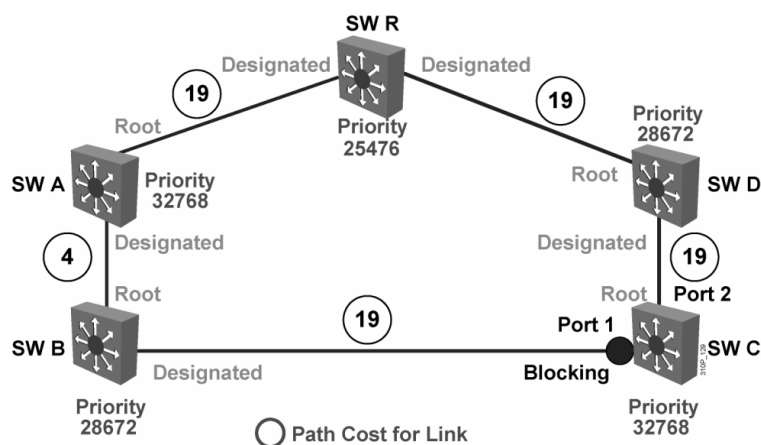 SW R
Designated
Designated
19
19
Root
Priority
25476
Priority
28672
SW A
Priority
32768
Root
SW D
Designated
Designated
4
19
Root
Root
Port 2
19
Port 1
SW B
SW C
Designated
Blocking
310P_129
Priority
28672
Priority
32768
Path Cost for Link